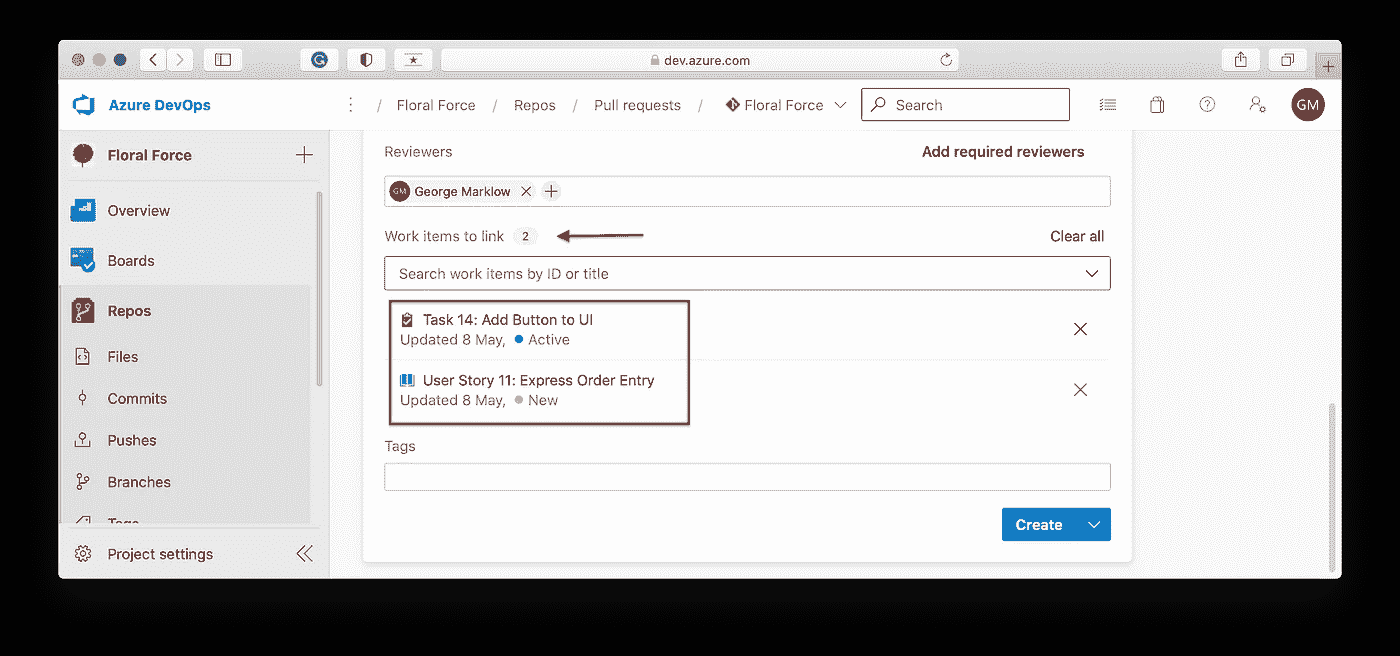 dev.azure.com
Azure DevOps
/ Floral Force / Repos / Pull requests / Floral Force
Search
GM
Floral Force
Overview
Boards
Repos
Files
Commits
Pushes
Branches
Tags
Project settings
Reviewers
Add required reviewers
GM George Marklow
Work items to link 2
Clear all
Search work items by ID or title
Task 14: Add Button to UI
Updated 8 May, Active
User Story 11: Express Order Entry
Updated 8 May, New
Tags
Create